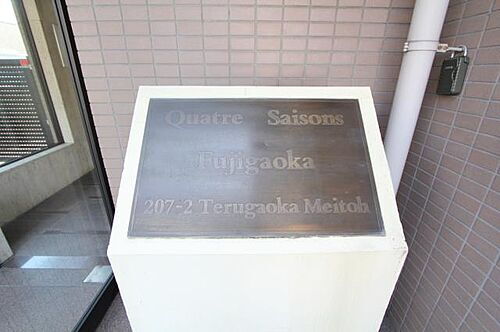 Quatre Saisons
Fujigaoka
207-2 Terugaoka Meitoh